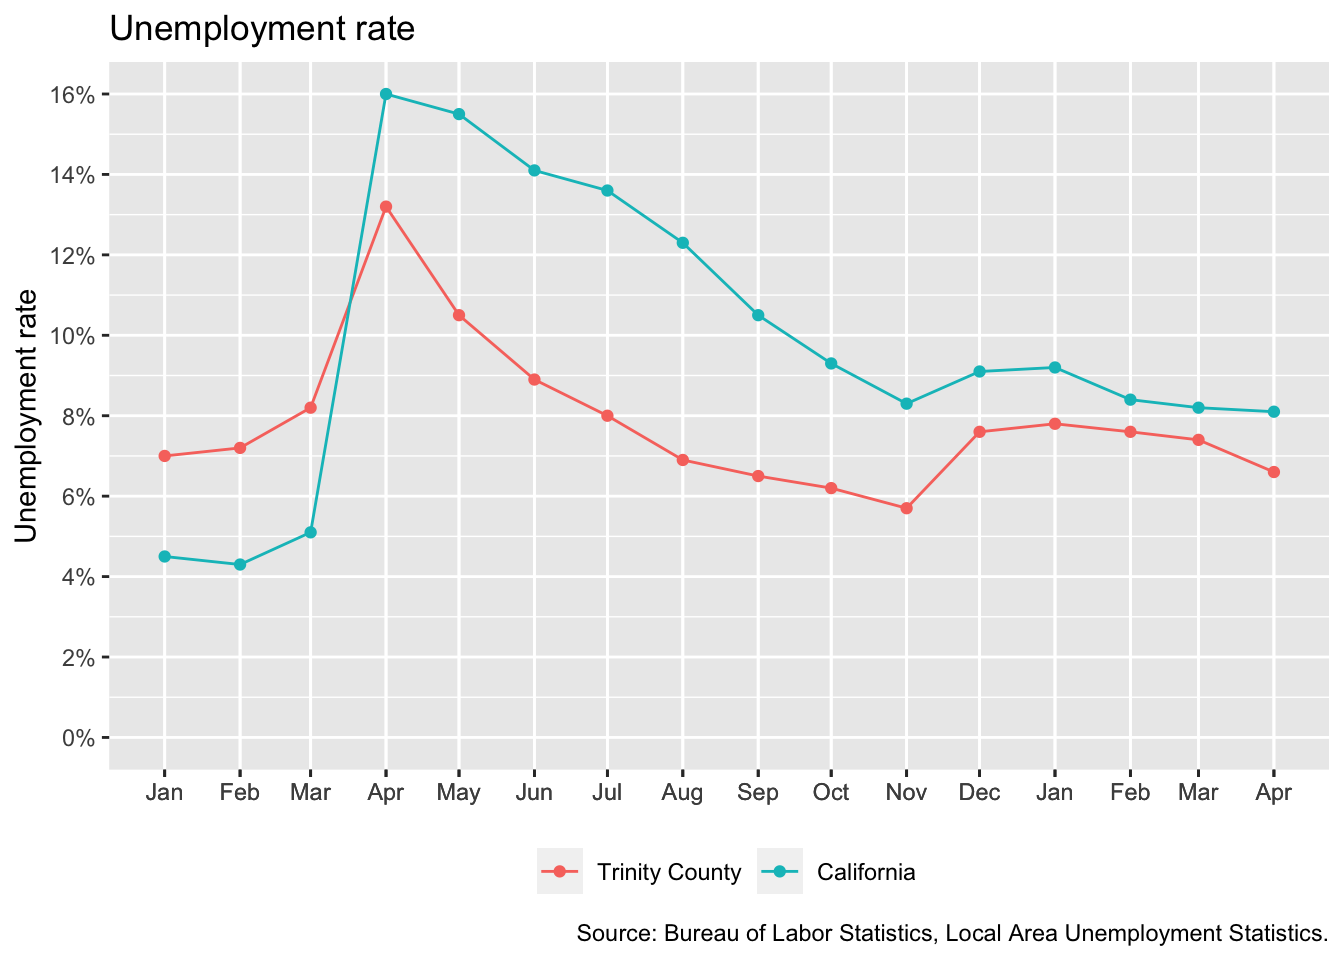 Unemployment rate
Unemployment rate
16%
14%
12%
10%
8%
6%
4%
2%
0%
Jan Feb Mar Apr May Jun Jul Aug Sep Oct Nov Dec Jan Feb Mar Apr
Trinity County California
Source: Bureau of Labor Statistics, Local Area Unemployment Statistics.